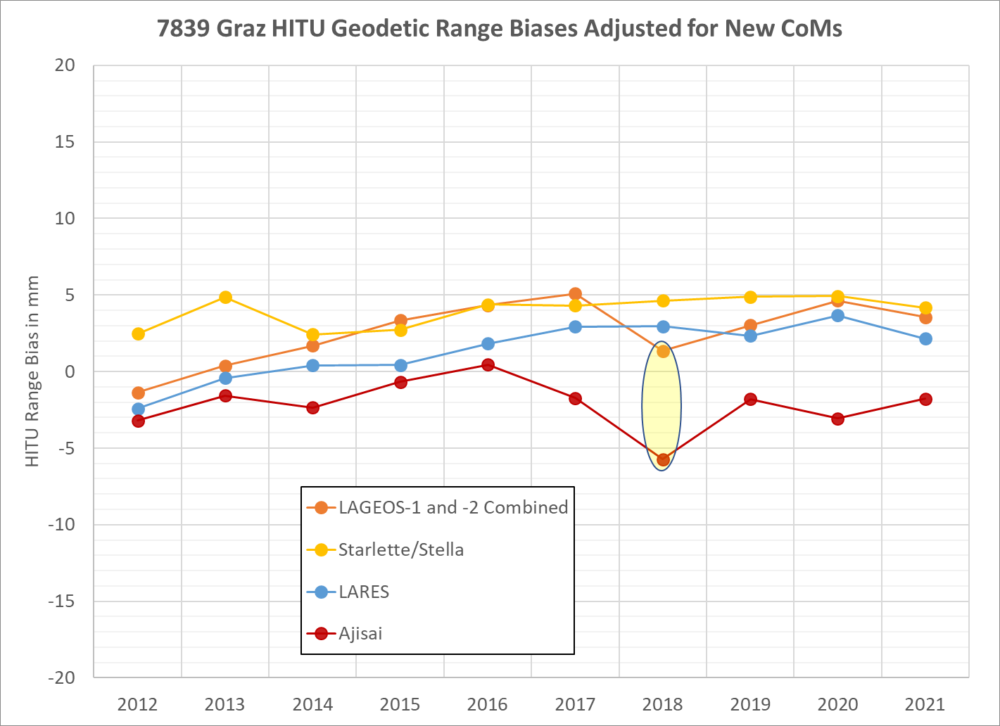 7839 Graz HITU Geodetic Range Biases Adjusted for New CoMs
20
15
10
5
0
-5
-10
-15
-20
HITU Range Bias in mm
LAGEOS-1 and -2 Combined
Starlette/Stella
LARES
Ajisai
2012 2013 2014 2015 2016 2017 2018 2019 2020 2021